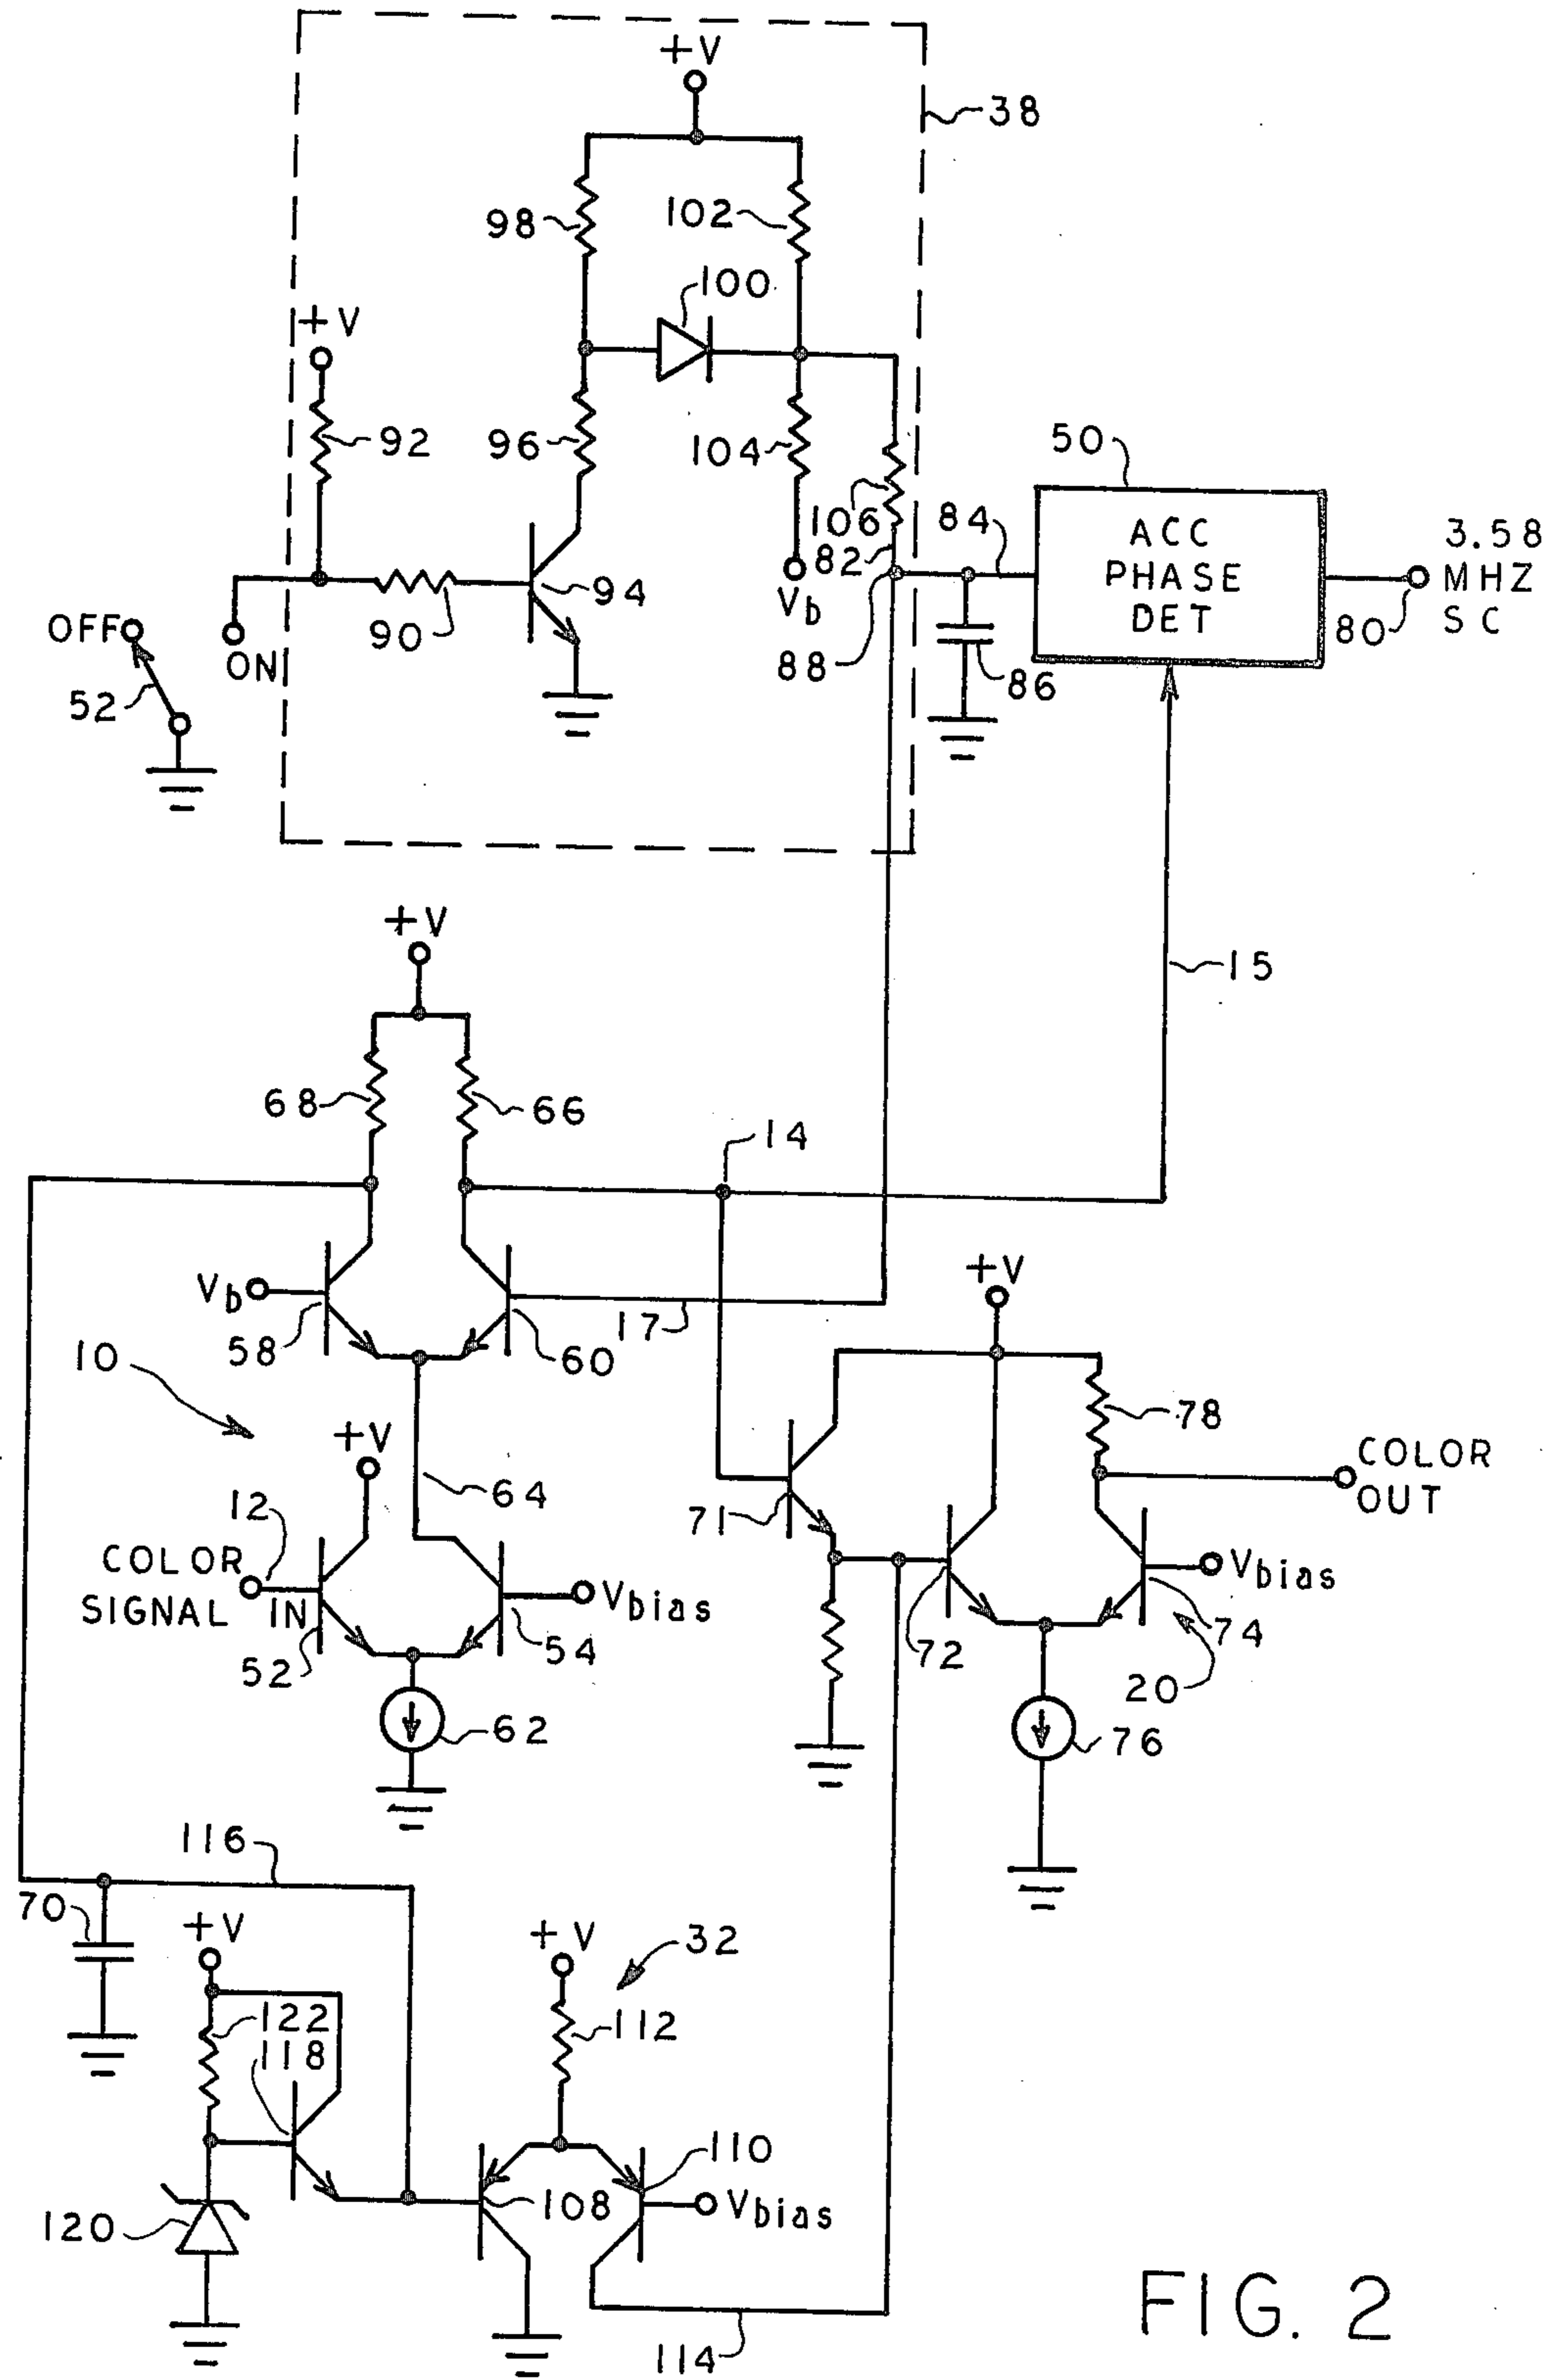 +V
38
98
102
100
+V
92
96
104
50
106
84
ACC
PHASE
DET
3.58
MHZ
SC
82
94
Vb
80
OFF
90
ON
88
86
52
+V
15
68
66
14
Vb
+V
58
17
60
10
78
+V
COLOR
OUT
64
12
71
COLOR
SIGNAL
IN
Vbias
Vbias
52
54
72
74
20
62
76
116
70
+V
+V
32
122
112
118
110
108
Vbias
120
114
FIG. 2